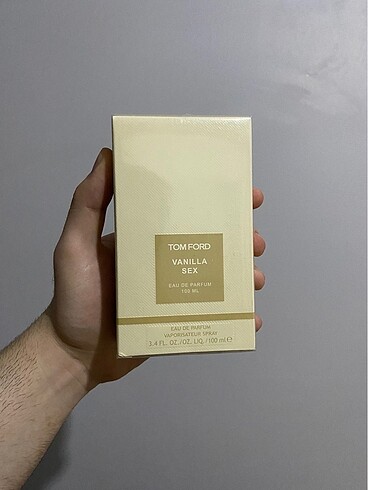 TOM FORD
VANILLA
SEX
EAU DE PARFUM
100 ML
EAU DE PARFUM
VAPORISATEUR SPRAY
3.4 FL. OZ./OZ. LIQ./100 ml ℮